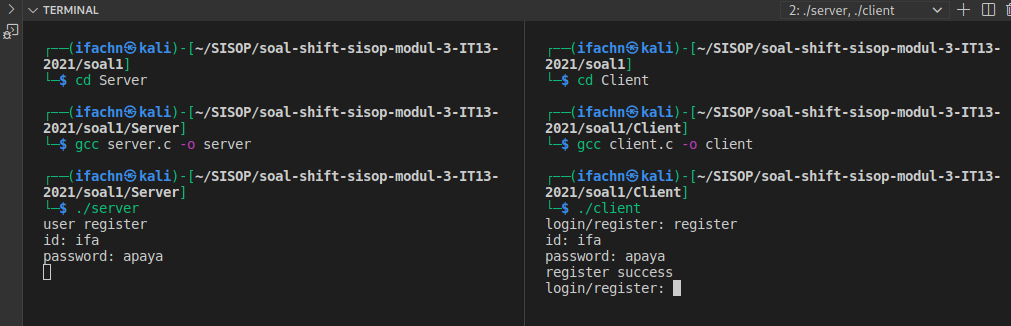 TERMINAL
2: ./server, ./client
┌──(ifachn㉿kali)-[~/SISOP/soal-shift-sisop-modul-3-IT13-
2021/soal1]
└─$ cd Server
┌──(ifachn㉿kali)-[~/SISOP/soal-shift-sisop-modul-3-IT13-
2021/soal1/Server]
└─$ gcc server.c -o server
┌──(ifachn㉿kali)-[~/SISOP/soal-shift-sisop-modul-3-IT13-
2021/soal1/Server]
└─$ ./server
user register
id: ifa
password: apaya
┌──(ifachn㉿kali)-[~/SISOP/soal-shift-sisop-modul-3-IT13-
2021/soal1]
└─$ cd Client
┌──(ifachn㉿kali)-[~/SISOP/soal-shift-sisop-modul-3-IT13-
2021/soal1/Client]
└─$ gcc client.c -o client
┌──(ifachn㉿kali)-[~/SISOP/soal-shift-sisop-modul-3-IT13-
2021/soal1/Client]
└─$ ./client
login/register: register
id: ifa
password: apaya
register success
login/register: